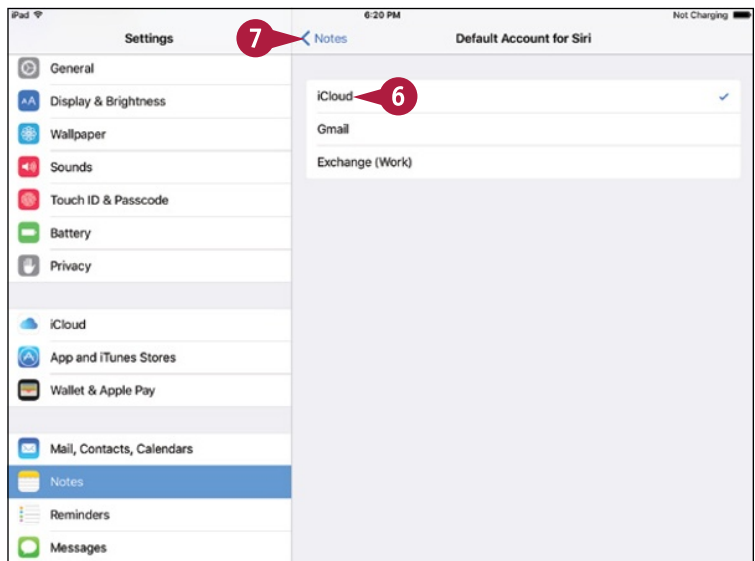 iPad 6:20 PM Not Charging
Settings 7 Notes Default Account for Siri
General
AA Display & Brightness
Wallpaper
Sounds
Touch ID & Passcode
Battery
Privacy
iCloud
App and iTunes Stores
Wallet & Apple Pay
Mail, Contacts, Calendars
Notes
Reminders
Messages
iCloud 6
Gmail
Exchange (Work)